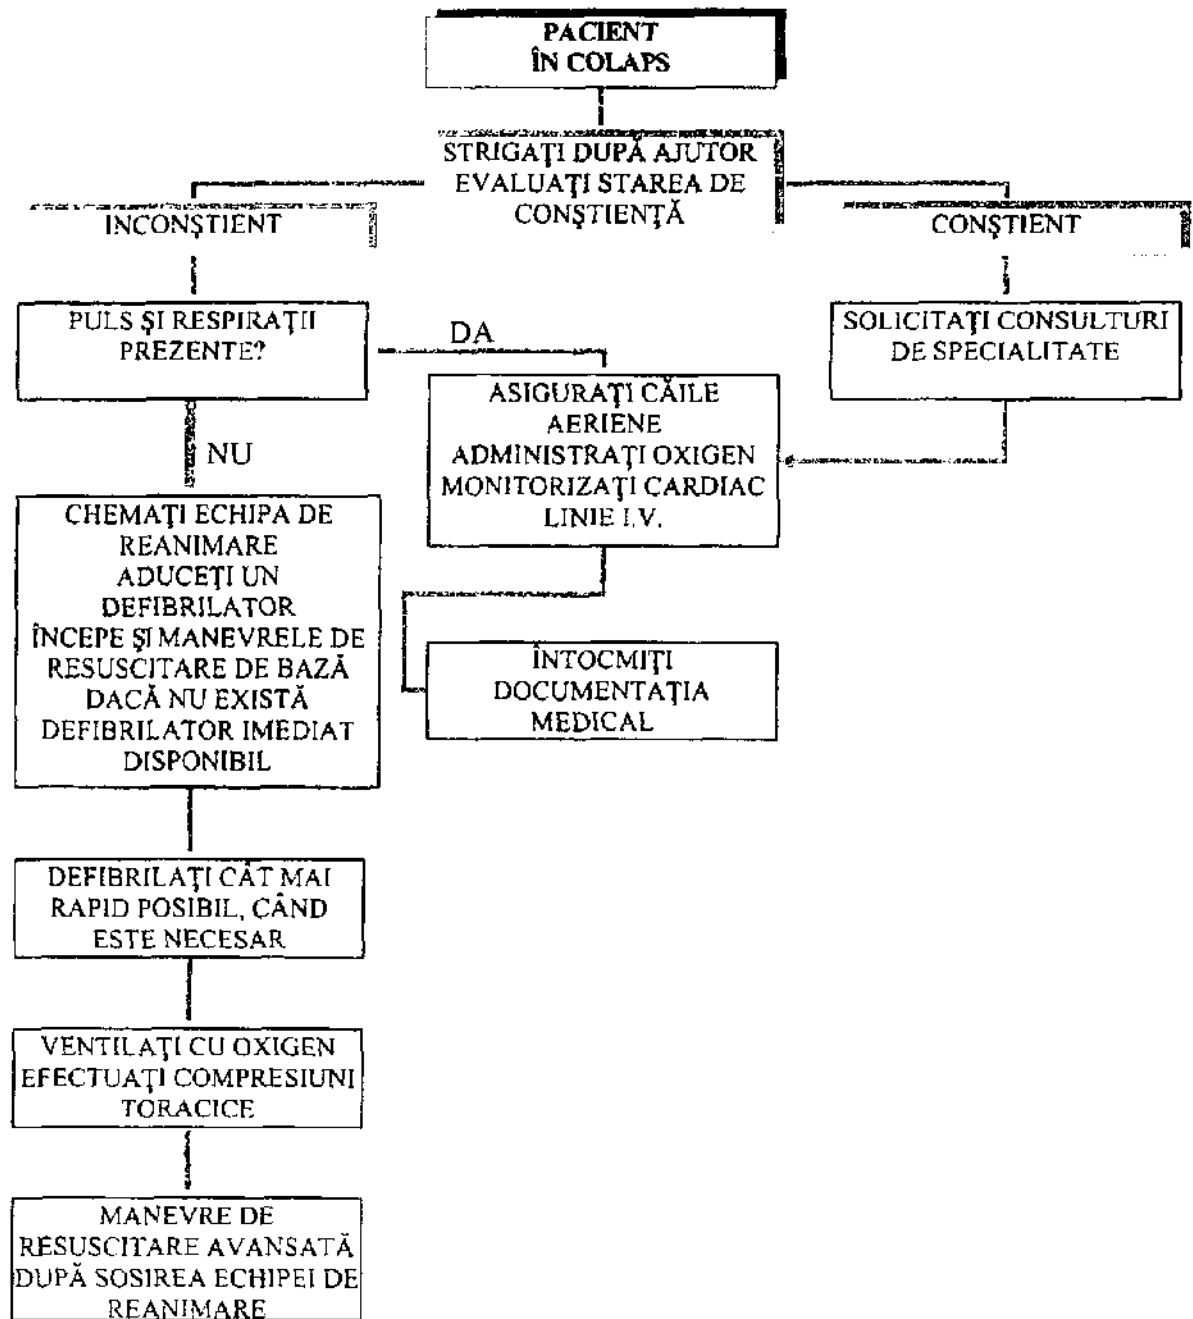 PACIENT
ÎN COLAPS
STRIGAŢI DUPĂ AJUTOR
EVALUAŢI STAREA DE
CONŞTIENŢĂ
INCONŞTIENT
CONŞTIENT
PULS ŞI RESPIRAŢII
PREZENTE?
DA
SOLICITAŢI CONSULTURI
DE SPECIALITATE
ASIGURAŢI CĂILE
AERIENE
ADMINISTRAŢI OXIGEN
MONITORIZAŢI CARDIAC
LINIE I.V.
NU
CHEMAŢI ECHIPA DE
REANIMARE
ADUCEŢI UN
DEFIBRILATOR
ÎNCEPE ŞI MANEVRELE DE
RESUSCITARE DE BAZĂ
DACĂ NU EXISTĂ
DEFIBRILATOR IMEDIAT
DISPONIBIL
ÎNTOCMIŢI
DOCUMENTAŢIA
MEDICAL
DEFIBRILAŢI CÂT MAI
RAPID POSIBIL, CÂND
ESTE NECESAR
VENTILAŢI CU OXIGEN
EFECTUAŢI COMPRESIUNI
TORACICE
MANEVRE DE
RESUSCITARE AVANSATĂ
DUPĂ SOSIREA ECHIPEI DE
REANIMARE